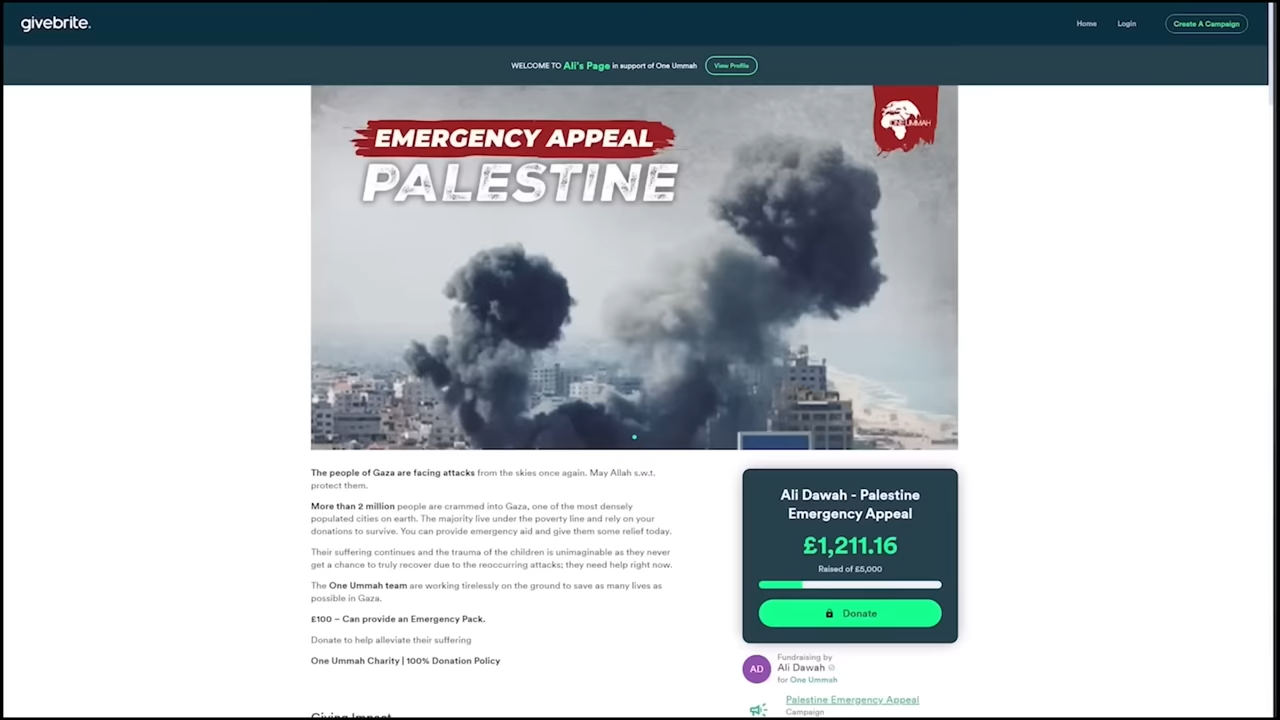 givebrite.
Home
Login
Create A Campaign
WELCOME TO Ali's Page in support of One Ummah
View Profile
EMERGENCY APPEAL
PALESTINE
ONE UMMAH
The people of Gaza are facing attacks from the skies once again. May Allah s.w.t.
protect them.
More than 2 million people are crammed into Gaza, one of the most densely
populated cities on earth. The majority live under the poverty line and rely on your
donations to survive. You can provide emergency aid and give them some relief today.
Their suffering continues and the trauma of the children is unimaginable as they never
get a chance to truly recover due to the reoccurring attacks; they need help right now.
The One Ummah team are working tirelessly on the ground to save as many lives as
possible in Gaza.
£100 – Can provide an Emergency Pack.
Donate to help alleviate their suffering
One Ummah Charity | 100% Donation Policy
Giving Impact
Ali Dawah - Palestine
Emergency Appeal
£1,211.16
Raised of £5,000
Donate
AD
Fundraising by
Ali Dawah
for One Ummah
Palestine Emergency Appeal
Campaign